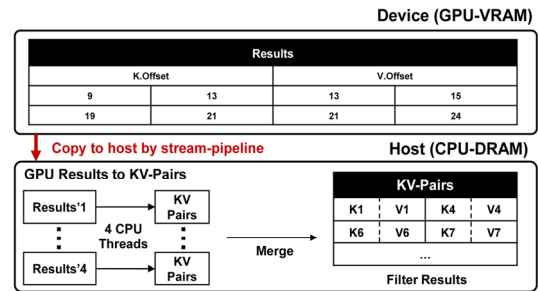 Device (GPU-VRAM)
Results
K.Offset V.Offset
9 13 13 15
19 21 21 24
Copy to host by stream-pipeline
Host (CPU-DRAM)
GPU Results to KV-Pairs
Results'1
KV
Pairs
4 CPU
Threads
Results'4
KV
Pairs
Merge
KV-Pairs
K1 V1 K4 V4
K6 V6 K7 V7
...
Filter Results